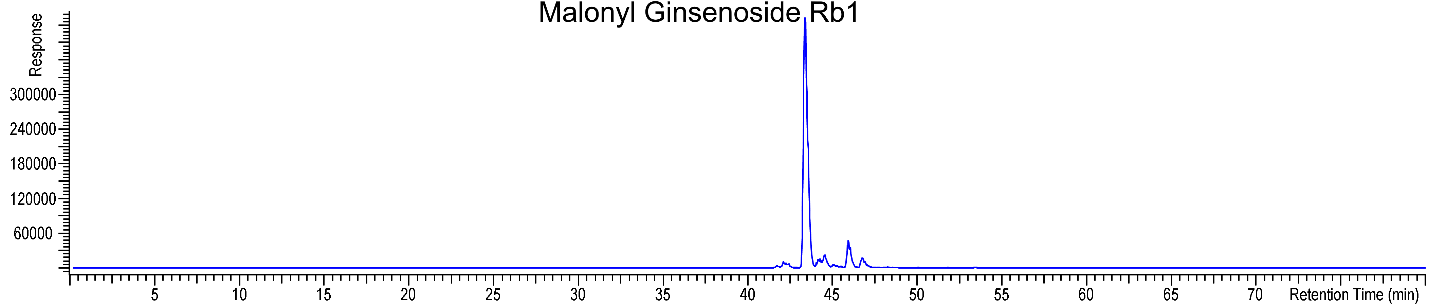 Malonyl Ginsenoside Rb1
Response
300000
240000
180000
120000
60000
5 10 15 20 25 30 35 40 45 50 55 60 65 70 Retention Time (min)